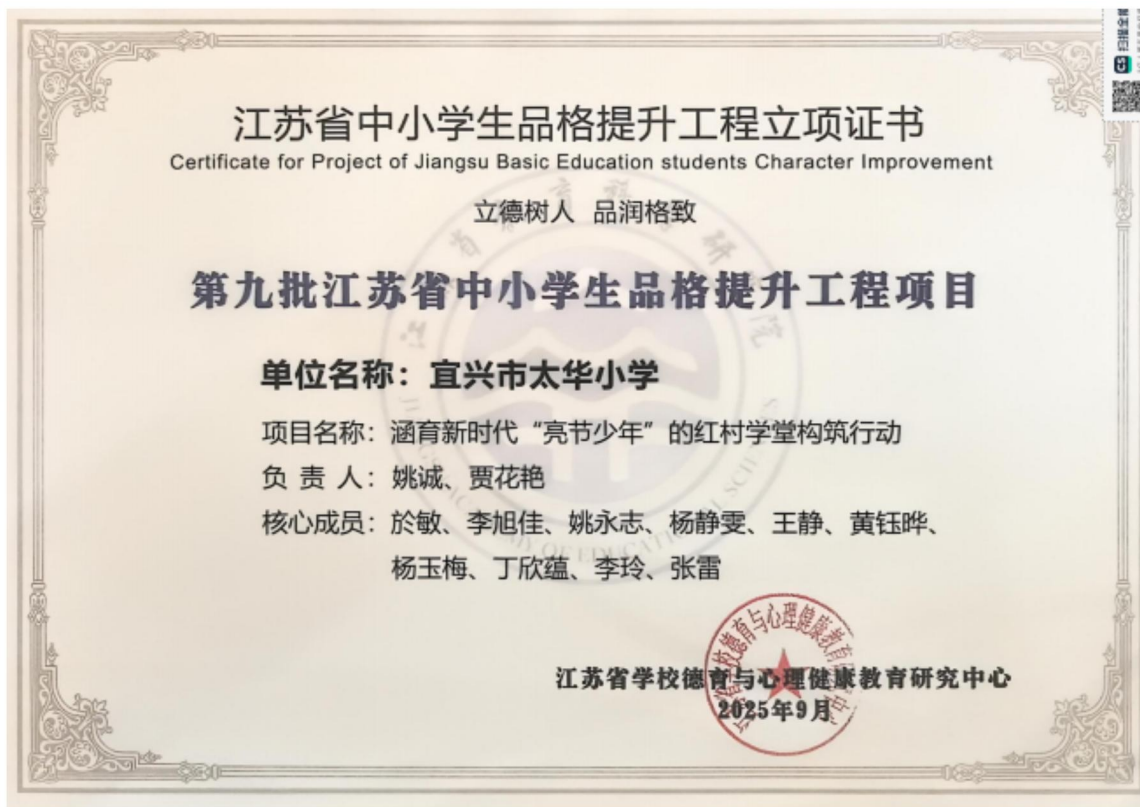 江苏省中小学生品格提升工程立项证书
Certificate for Project of Jiangsu Basic Education students Character Improvement
立德树人 品润格致
第九批江苏省中小学生品格提升工程项目
单位名称：宜兴市太华小学
项目名称：涵育新时代“亮节少年”的红村学堂构筑行动
负 责 人：姚诚、贾花艳
核心成员：於敏、李旭佳、姚永志、杨静雯、王静、黄钰晔、
杨玉梅、丁欣蕴、李玲、张雷
江苏省学校德育与心理健康教育研究中心
2025年9月
CS 扫描全能